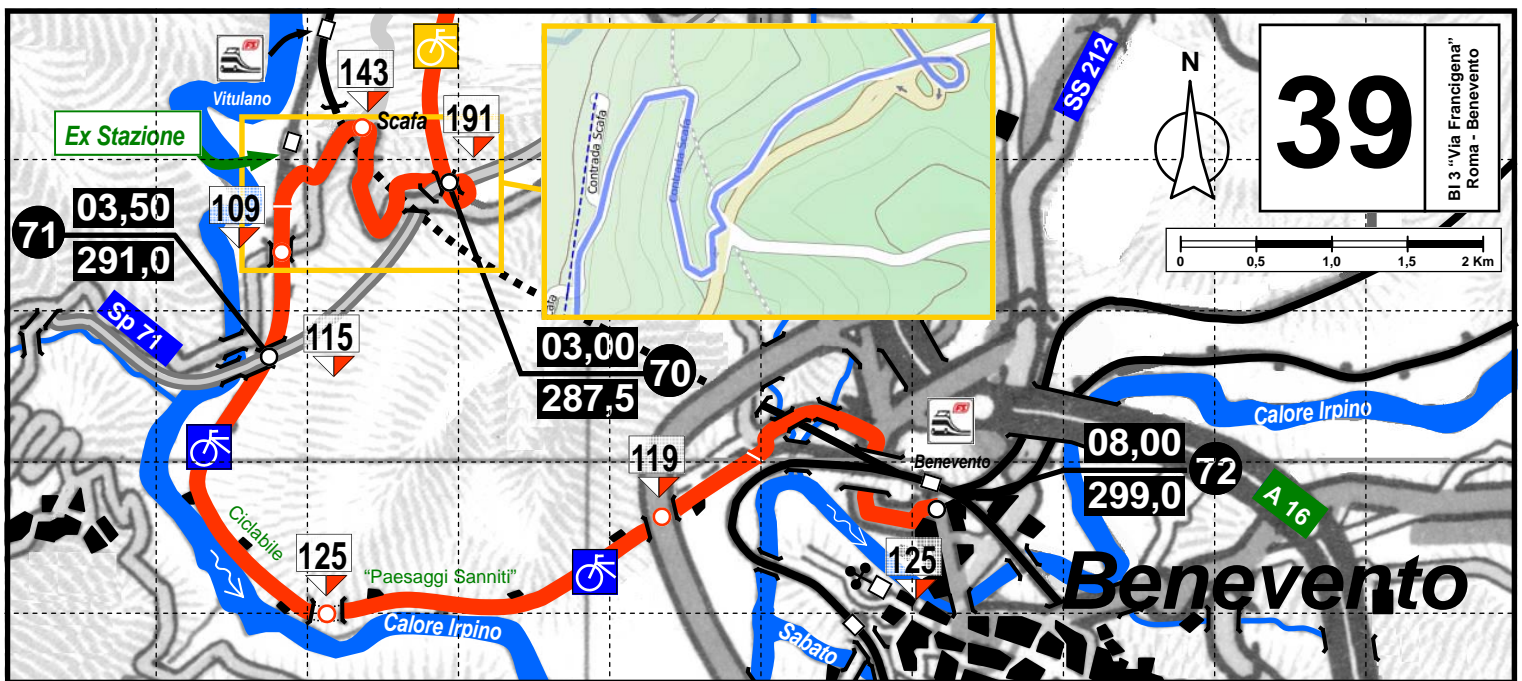 39
BI 3 "Via Francigena"
Roma - Benevento
N
0 0,5 1,0 1,5 2 Km
SS 212
FS
Vitulano
143
Scafa
191
Ex Stazione
Contrada Scafa
Contrada Scafa
109
71
03,50
291,0
Sp 71
115
03,00
287,5
70
Calore Irpino
FS
Benevento
08,00
299,0
72
A 16
119
Ciclabile
125
"Paesaggi Sanniti"
125
Benevento
Calore Irpino
Sabato